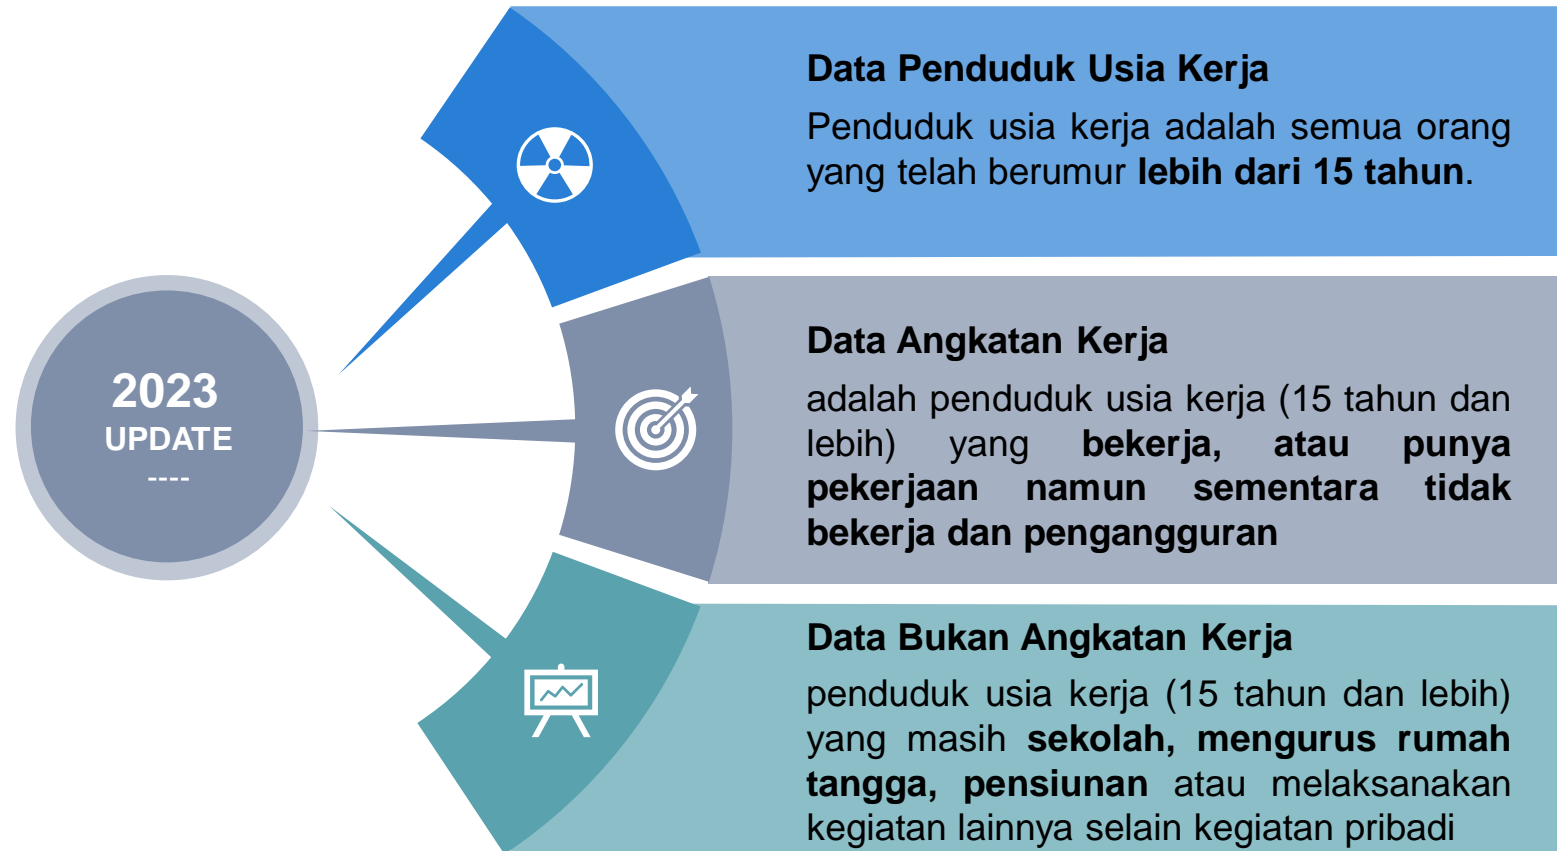 2023
UPDATE
----
Data Penduduk Usia Kerja
Penduduk usia kerja adalah semua orang
yang telah berumur lebih dari 15 tahun.
Data Angkatan Kerja
adalah penduduk usia kerja (15 tahun dan
lebih) yang bekerja, atau punya
pekerjaan namun sementara tidak
bekerja dan pengangguran
Data Bukan Angkatan Kerja
penduduk usia kerja (15 tahun dan lebih)
yang masih sekolah, mengurus rumah
tangga, pensiunan atau melaksanakan
kegiatan lainnya selain kegiatan pribadi